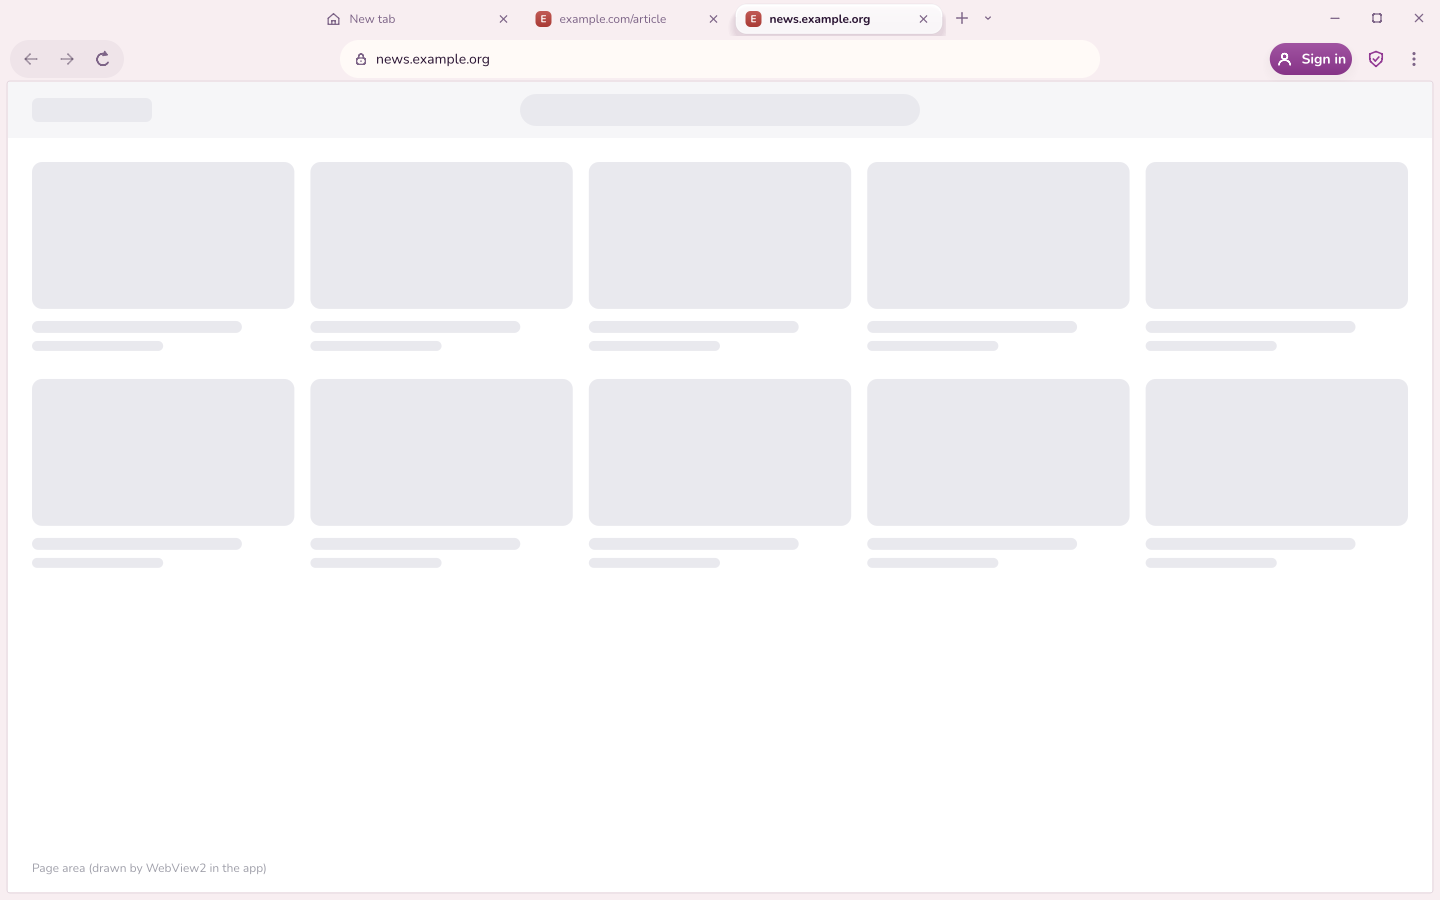 New tab
E example.com/article
E news.example.org
news.example.org
Sign in
Page area (drawn by WebView2 in the app)